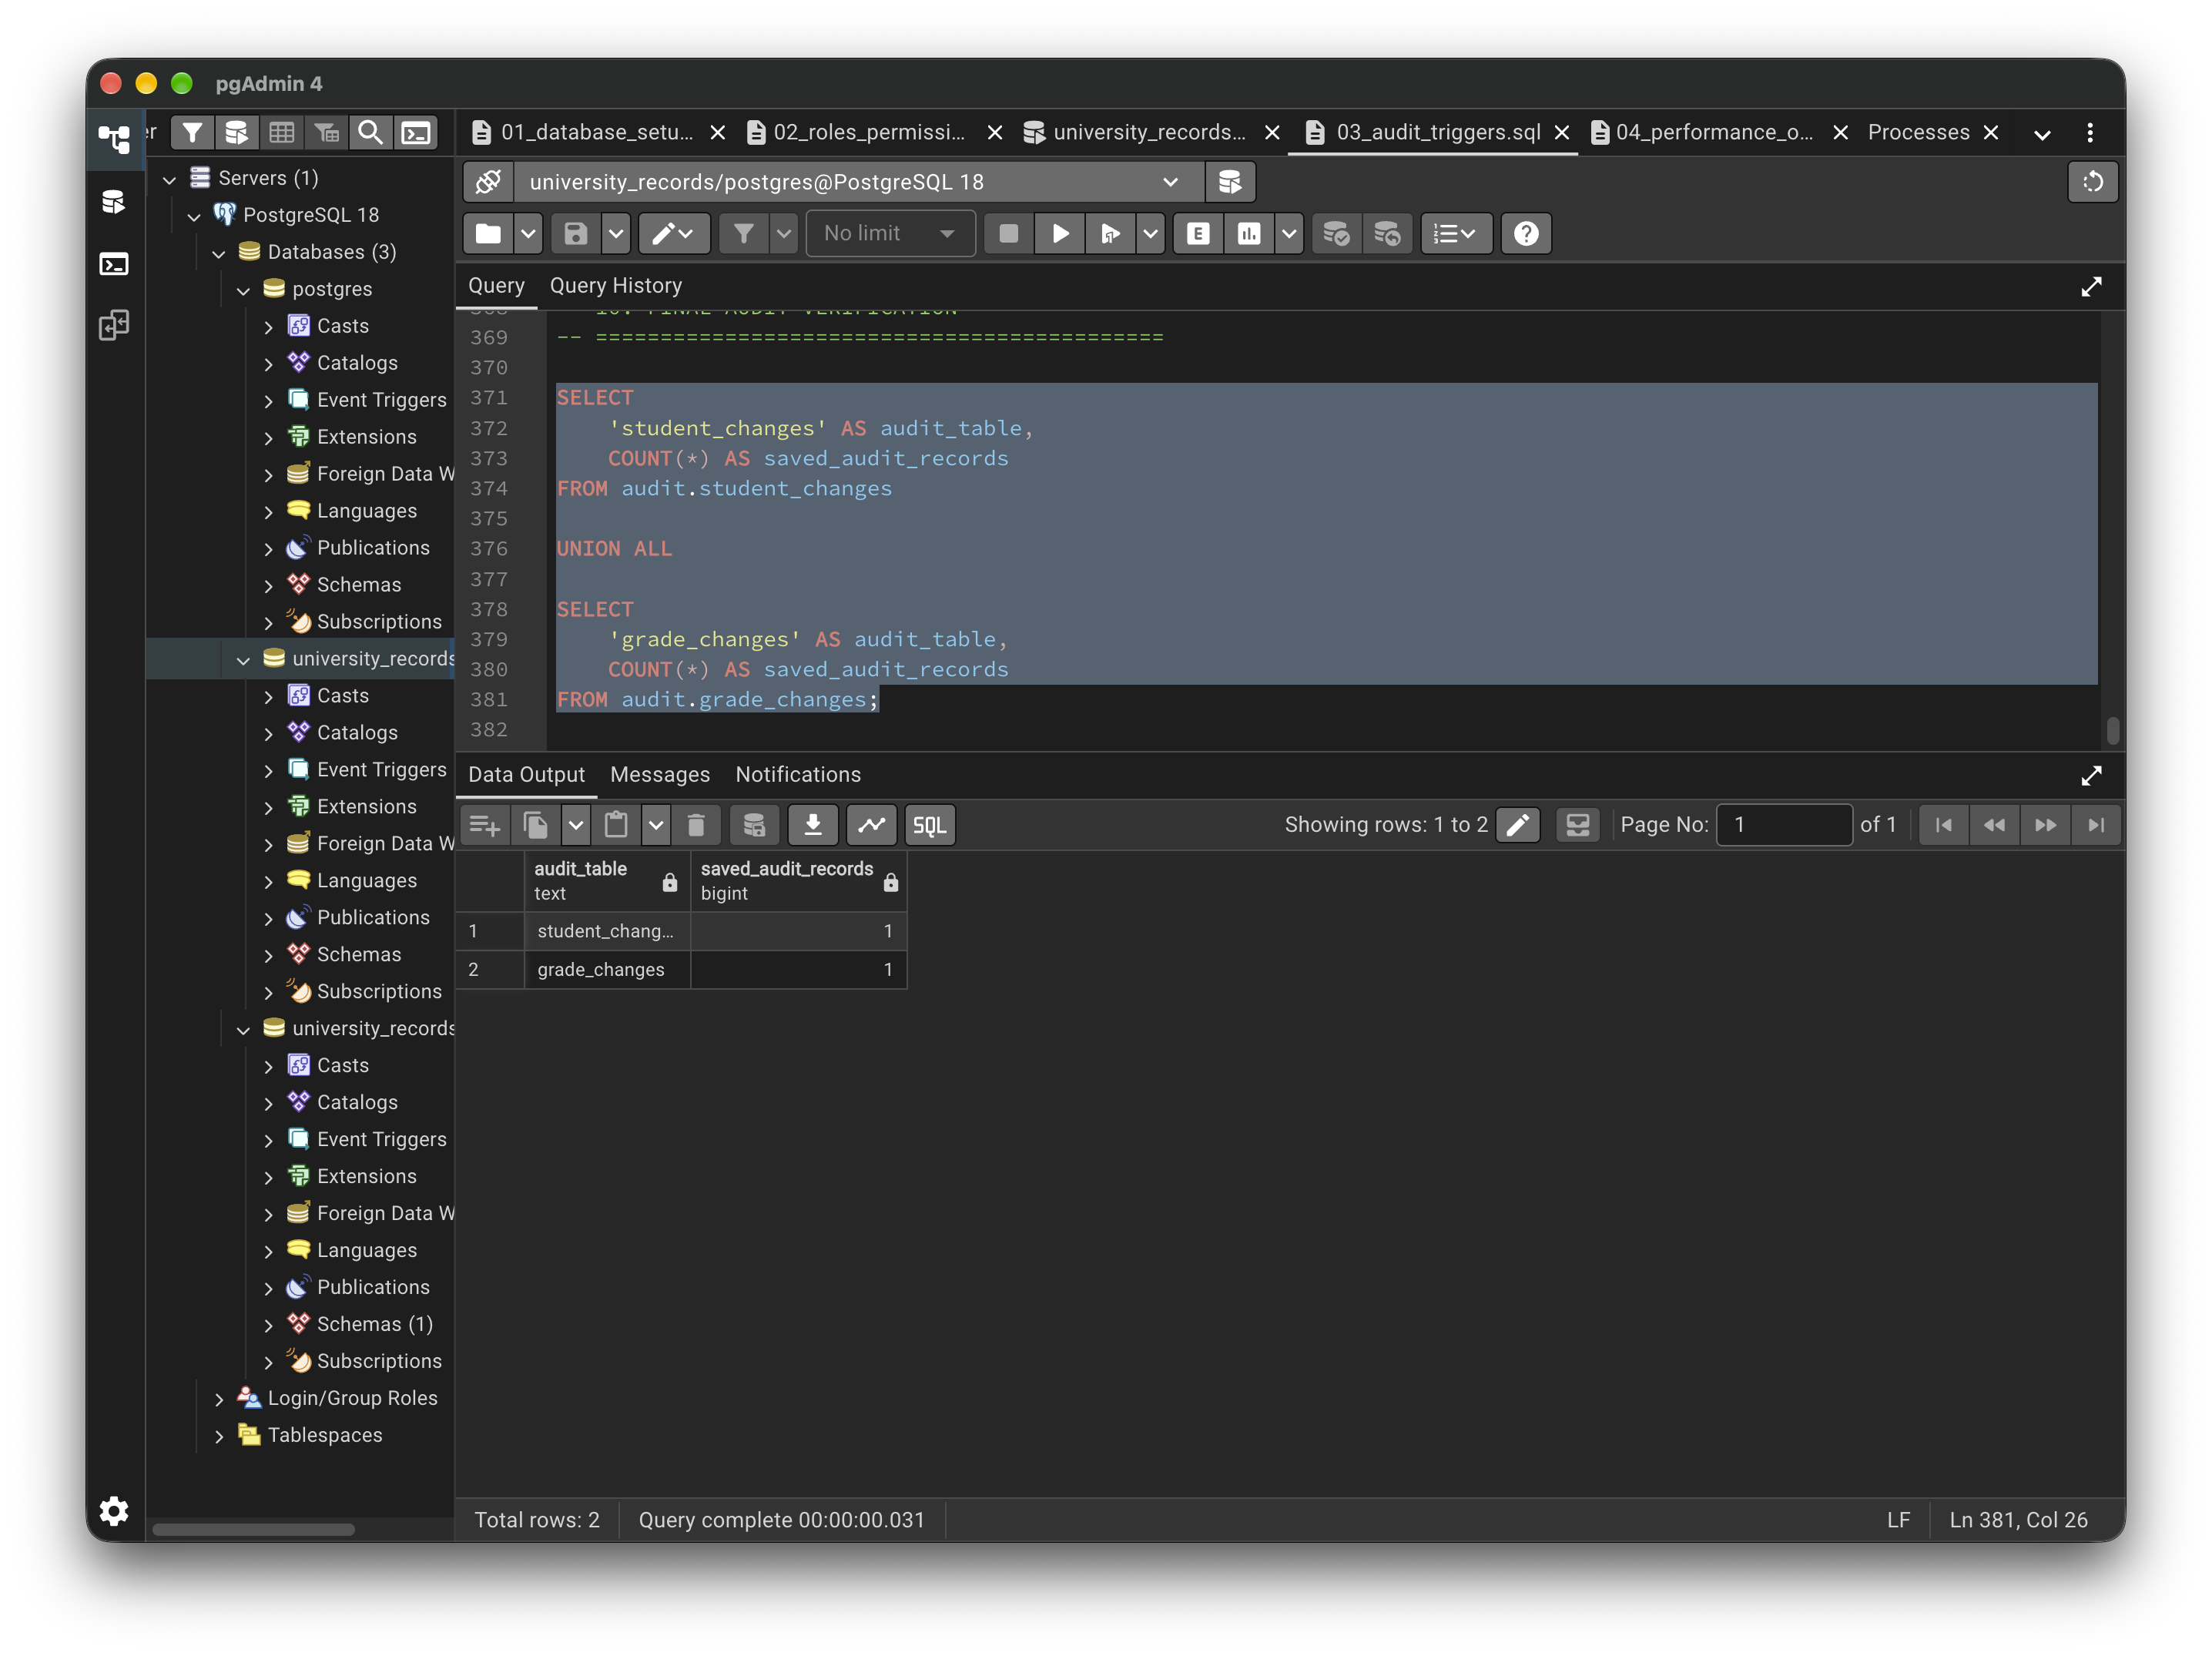 pgAdmin 4
er
Servers (1)
PostgreSQL 18
Databases (3)
postgres
Casts
Catalogs
Event Triggers
Extensions
Foreign Data W
Languages
Publications
Schemas
Subscriptions
university_records
Casts
Catalogs
Event Triggers
Extensions
Foreign Data W
Languages
Publications
Schemas
Subscriptions
university_records
Casts
Catalogs
Event Triggers
Extensions
Foreign Data W
Languages
Publications
Schemas (1)
Subscriptions
Login/Group Roles
Tablespaces
01_database_setu... 02_roles_permissi... university_records... 03_audit_triggers.sql 04_performance_o... Processes
university_records/postgres@PostgreSQL 18
No limit
Query Query History
368 -- 10. FINAL AUDIT VERIFICATION
369 -- ============================================
370
371 SELECT
372 'student_changes' AS audit_table,
373 COUNT(*) AS saved_audit_records
374 FROM audit.student_changes
375
376 UNION ALL
377
378 SELECT
379 'grade_changes' AS audit_table,
380 COUNT(*) AS saved_audit_records
381 FROM audit.grade_changes;
382
Data Output Messages Notifications
SQL Showing rows: 1 to 2 Page No: 1 of 1
audit_table saved_audit_records
text bigint
1 student_chang... 1
2 grade_changes 1
Total rows: 2 Query complete 00:00:00.031 LF Ln 381, Col 26